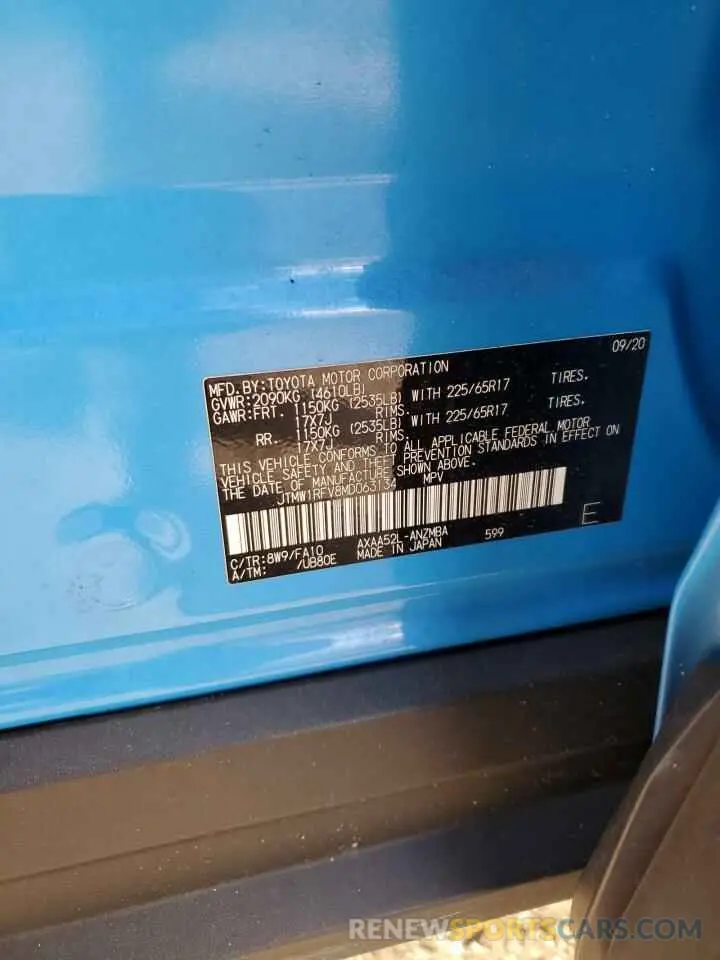 09/20
MFD.BY:TOYOTA MOTOR CORPORATION
GVWR:2090KG (4610LB)
GAWR:FRT. 1150KG (2535LB) WITH 225/65R17 TIRES.
17X7J RIMS.
RR. 1150KG (2535LB) WITH 225/65R17 TIRES.
17X7J RIMS.
THIS VEHICLE CONFORMS TO ALL APPLICABLE FEDERAL MOTOR
VEHICLE SAFETY AND THEFT PREVENTION STANDARDS IN EFFECT ON
THE DATE OF MANUFACTURE SHOWN ABOVE.
JTMW1RFV8MD063134 MPV
E
C/TR:8W9/FA10 AXAA52L-ANZMBA 599
A/TM: /UB80E MADE IN JAPAN
RENEWSPORTSCARS.COM